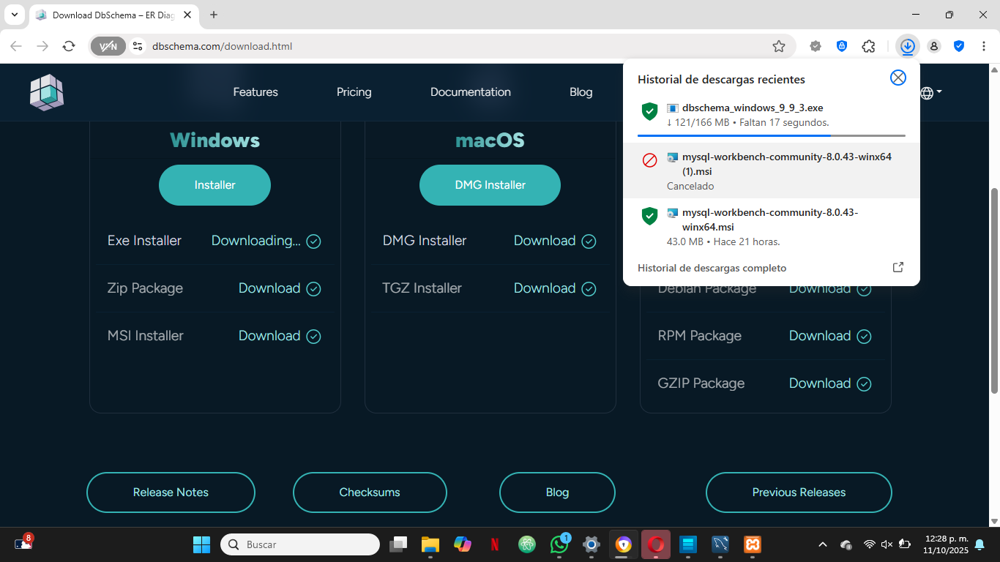 Download DbSchema – ER Diag
VPN
dbschema.com/download.html
Features
Pricing
Documentation
Blog
Historial de descargas recientes
dbschema_windows_9_9_3.exe
↓ 121/166 MB • Faltan 17 segundos.
mysql-workbench-community-8.0.43-winx64
(1).msi
Cancelado
mysql-workbench-community-8.0.43-
winx64.msi
43.0 MB • Hace 21 horas.
Historial de descargas completo
Windows
Installer
Exe Installer Downloading...
Zip Package Download
MSI Installer Download
macOS
DMG Installer
DMG Installer Download
TGZ Installer Download
Debian Package Download
RPM Package Download
GZIP Package Download
Release Notes
Checksums
Blog
Previous Releases
8
Buscar
N
1
12:28 p. m.
11/10/2025